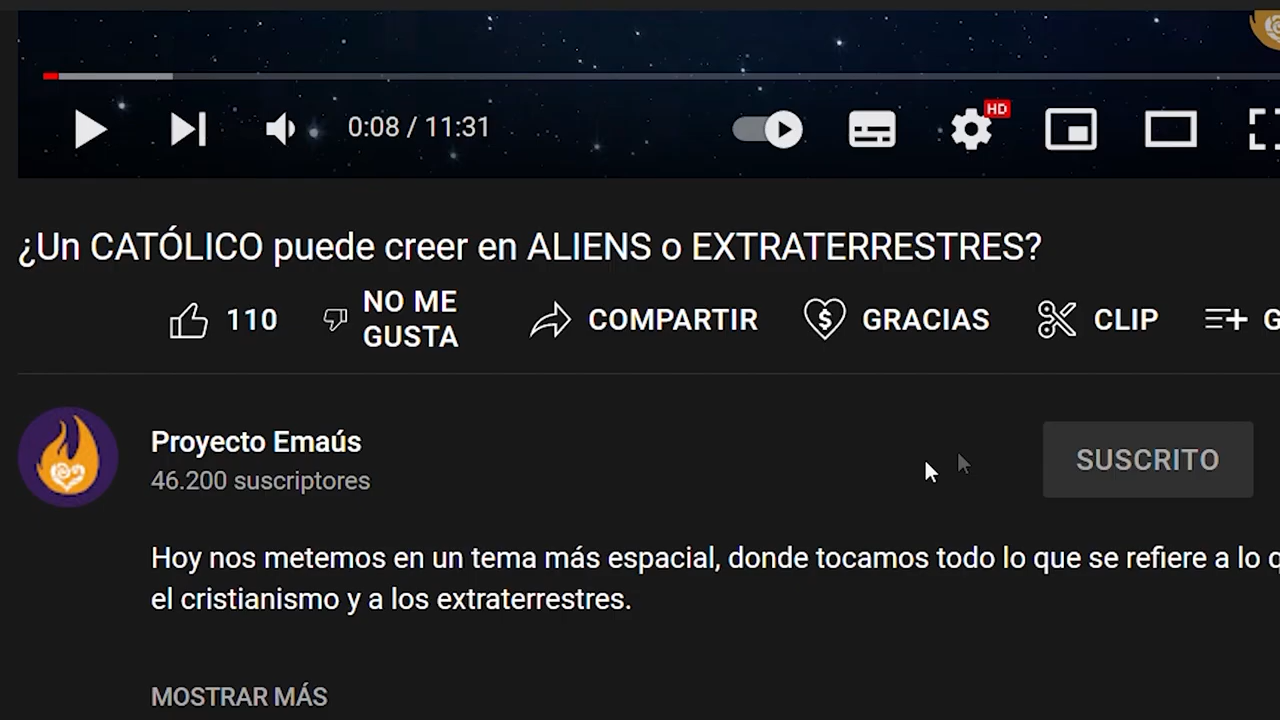 0:08 / 11:31
HD
¿Un CATÓLICO puede creer en ALIENS o EXTRATERRESTRES?
110
NO ME
GUSTA
COMPARTIR
GRACIAS
CLIP
G
Proyecto Emaús
46.200 suscriptores
SUSCRITO
Hoy nos metemos en un tema más espacial, donde tocamos todo lo que se refiere a lo q
el cristianismo y a los extraterrestres.
MOSTRAR MÁS